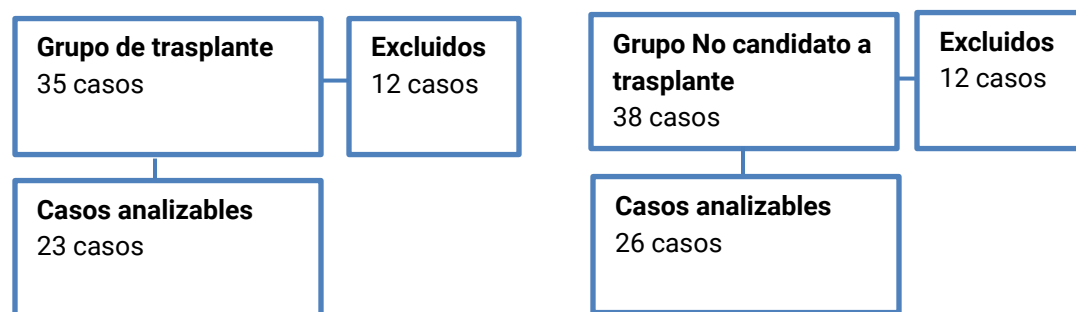 Grupo de trasplante
35 casos
Excluidos
12 casos
Casos analizables
23 casos
Grupo No candidato a
trasplante
38 casos
Excluidos
12 casos
Casos analizables
26 casos